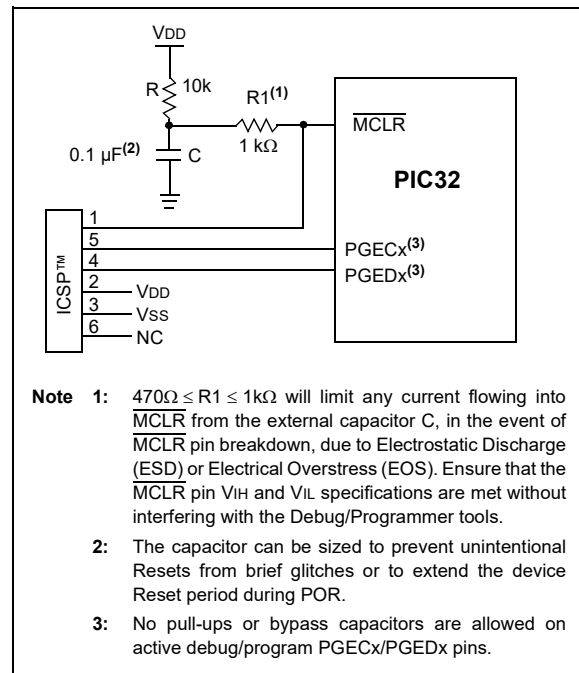 VDD
R 10k
R1(1)
1 kΩ
MCLR
0.1 µF(2) C
PIC32
ICSP™
1
5 PGECx(3)
4 PGEDx(3)
2 VDD
3 VSS
6 NC
Note 1: 470Ω ≤ R1 ≤ 1kΩ will limit any current flowing into
MCLR from the external capacitor C, in the event of
MCLR pin breakdown, due to Electrostatic Discharge
(ESD) or Electrical Overstress (EOS). Ensure that the
MCLR pin VIH and VIL specifications are met without
interfering with the Debug/Programmer tools.
2: The capacitor can be sized to prevent unintentional
Resets from brief glitches or to extend the device
Reset period during POR.
3: No pull-ups or bypass capacitors are allowed on
active debug/program PGECx/PGEDx pins.